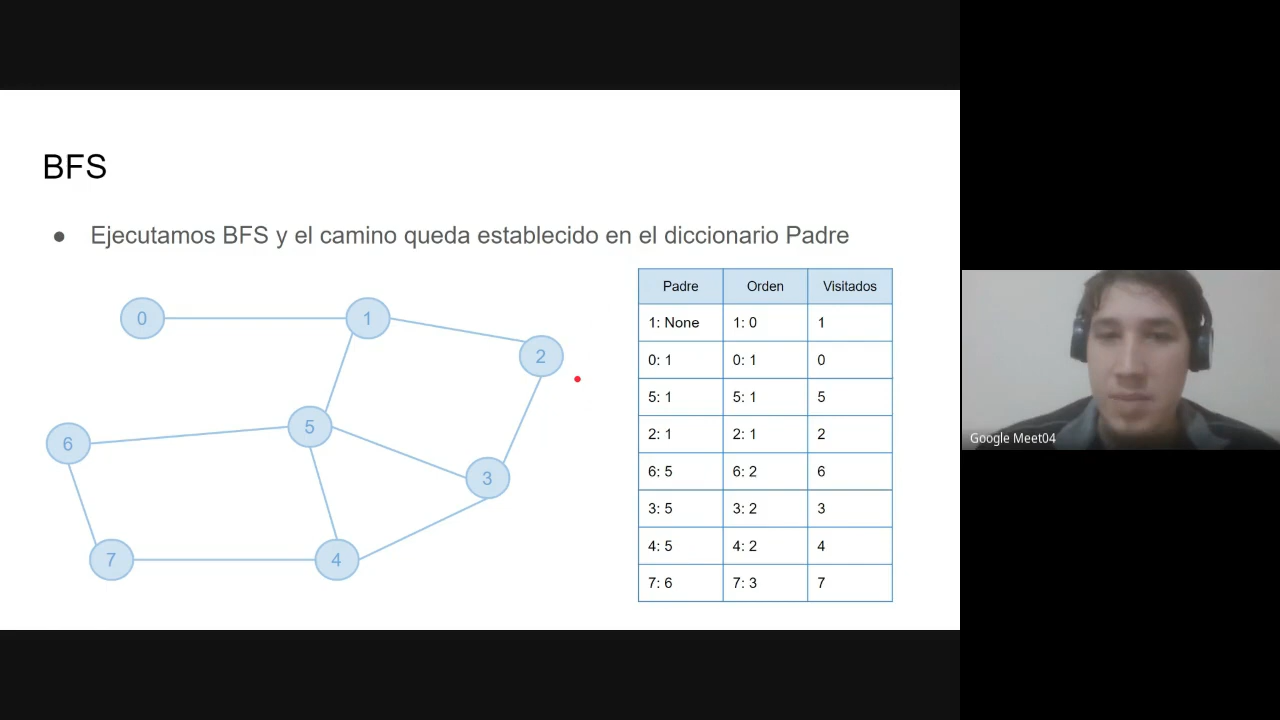 BFS
● Ejecutamos BFS y el camino queda establecido en el diccionario Padre
0
1
2
5
6
3
7
4
Padre Orden Visitados
1: None 1: 0 1
0: 1 0: 1 0
5: 1 5: 1 5
2: 1 2: 1 2
6: 5 6: 2 6
3: 5 3: 2 3
4: 5 4: 2 4
7: 6 7: 3 7
Google Meet04